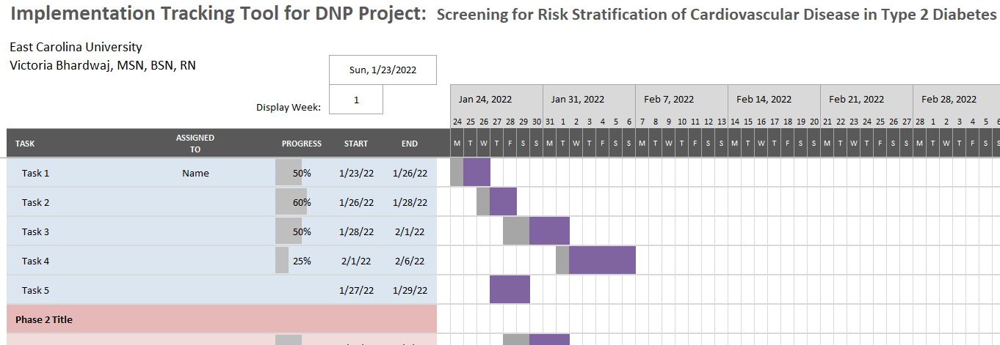 Implementation Tracking Tool for DNP Project: Screening for Risk Stratification of Cardiovascular Disease in Type 2 Diabetes
East Carolina University
Victoria Bhardwaj, MSN, BSN, RN
Sun, 1/23/2022
Display Week: 1
Jan 24, 2022 Jan 31, 2022 Feb 7, 2022 Feb 14, 2022 Feb 21, 2022 Feb 28, 2022
24 25 26 27 28 29 30 31 1 2 3 4 5 6 7 8 9 10 11 12 13 14 15 16 17 18 19 20 21 22 23 24 25 26 27 28 1 2 3 4 5 6
TASK ASSIGNED TO PROGRESS START END M T W T F S S M T W T F S S M T W T F S S M T W T F S S M T W T F S S M T W T F S S
Task 1 Name 50% 1/23/22 1/26/22
Task 2 60% 1/26/22 1/28/22
Task 3 50% 1/28/22 2/1/22
Task 4 25% 2/1/22 2/6/22
Task 5 1/27/22 1/29/22
Phase 2 Title